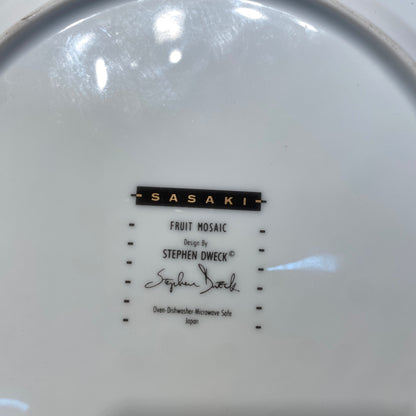 SASAKI
FRUIT MOSAIC
Design By
STEPHEN DWECK©
Stephen Dweck
Oven-Dishwasher-Microwave Safe
Japan